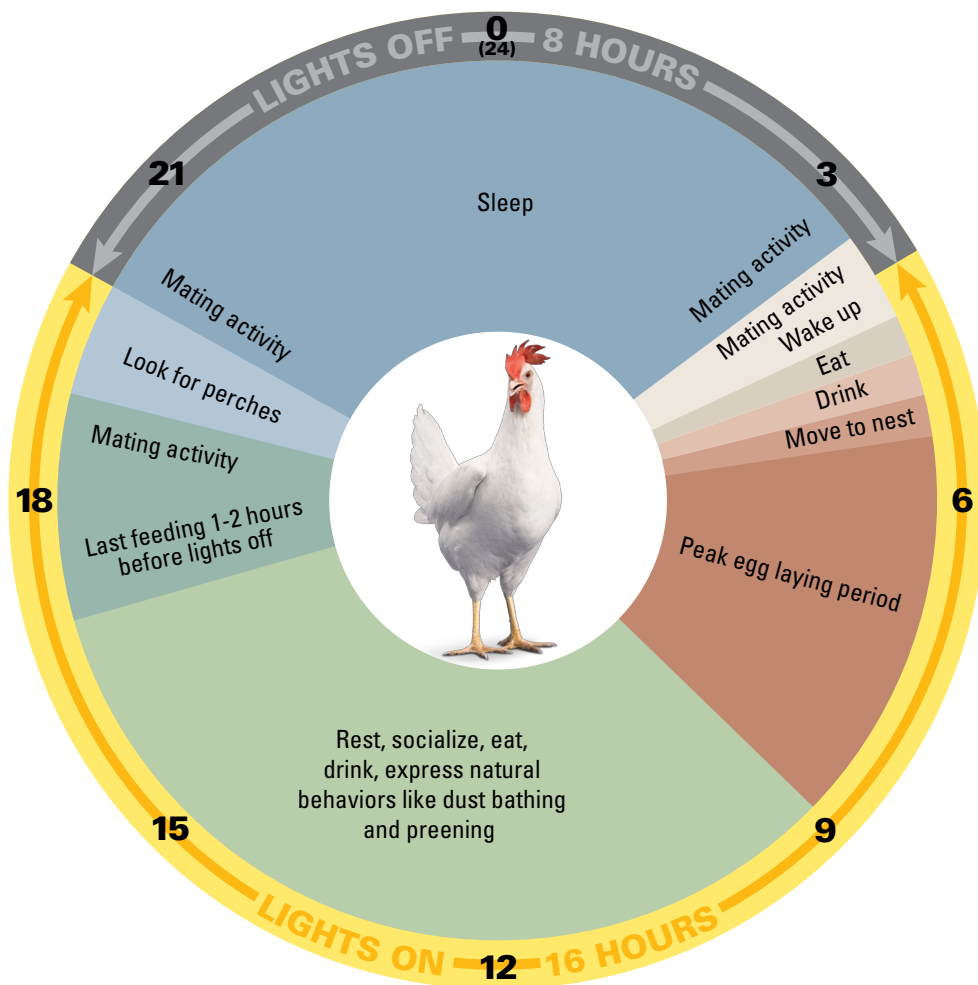 LIGHTS OFF
0
(24)
8 HOURS
21
3
Sleep
Mating activity
Mating activity
Mating activity
Wake up
Look for perches
Eat
Drink
Move to nest
Mating activity
18
6
Last feeding 1-2 hours
before lights off
Peak egg laying period
Rest, socialize, eat,
drink, express natural
behaviors like dust bathing
and preening
15
9
LIGHTS ON
12
16 HOURS